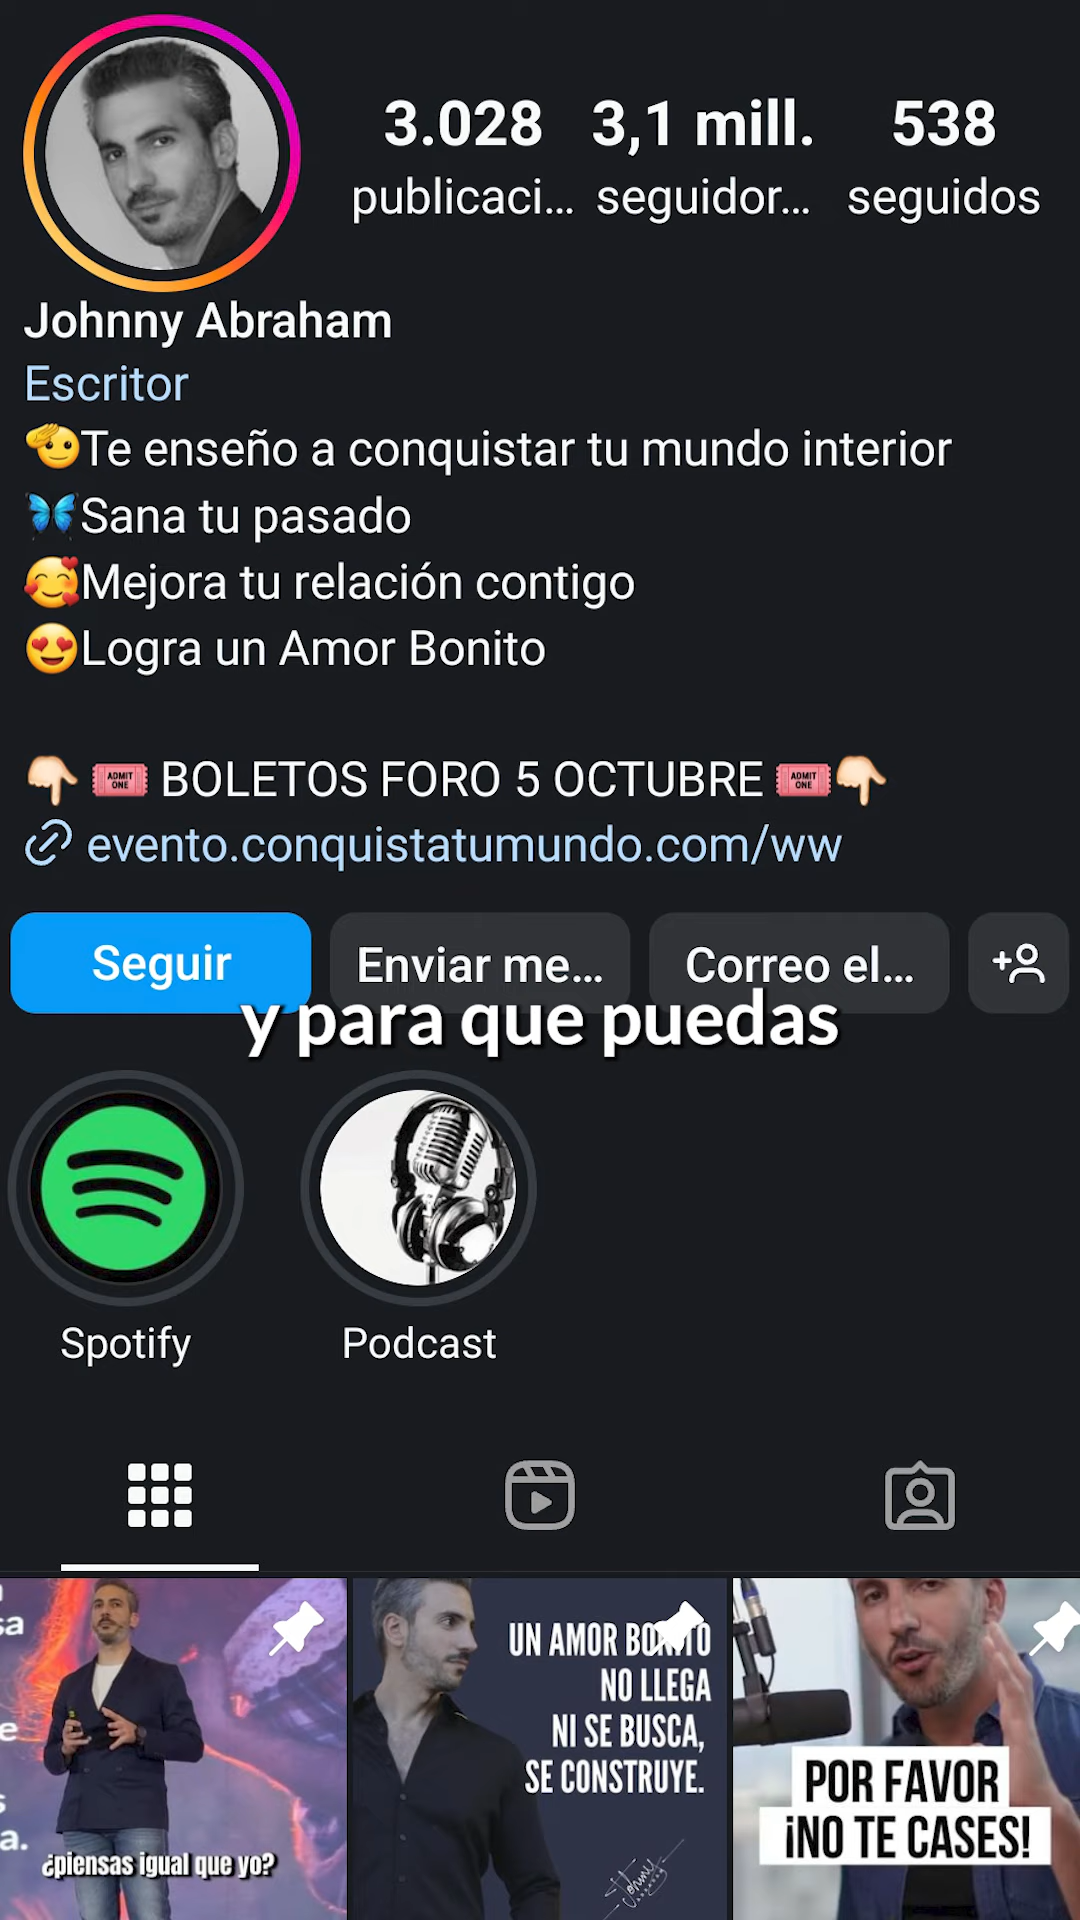 3.028 3,1 mill. 538
publicaci... seguidor... seguidos
Johnny Abraham
Escritor
🫡Te enseño a conquistar tu mundo interior
🦋Sana tu pasado
🥰Mejora tu relación contigo
😍Logra un Amor Bonito
👇🏻 🎟️ BOLETOS FORO 5 OCTUBRE 🎟️👇🏻
evento.conquistatumundo.com/ww
Seguir Enviar me... Correo el...
y para que puedas
Spotify Podcast
sa
e
s
a.
¿piensas igual que yo?
UN AMOR BONITO
NO LLEGA
NI SE BUSCA,
SE CONSTRUYE.
Johnny
POR FAVOR
¡NO TE CASES!